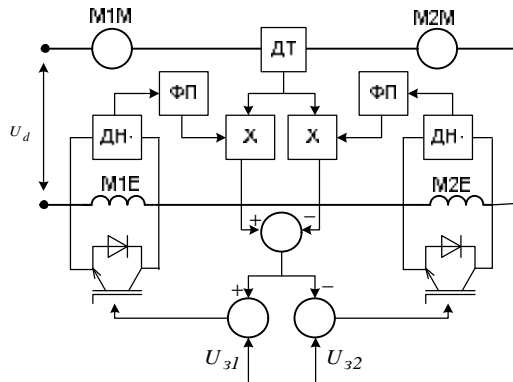 М1М
М2М
ДТ
ФП
ФП
U_d
ДН·
Х
Х
ДН·
М1Е
М2Е
+
−
+
−
U_з1
U_з2